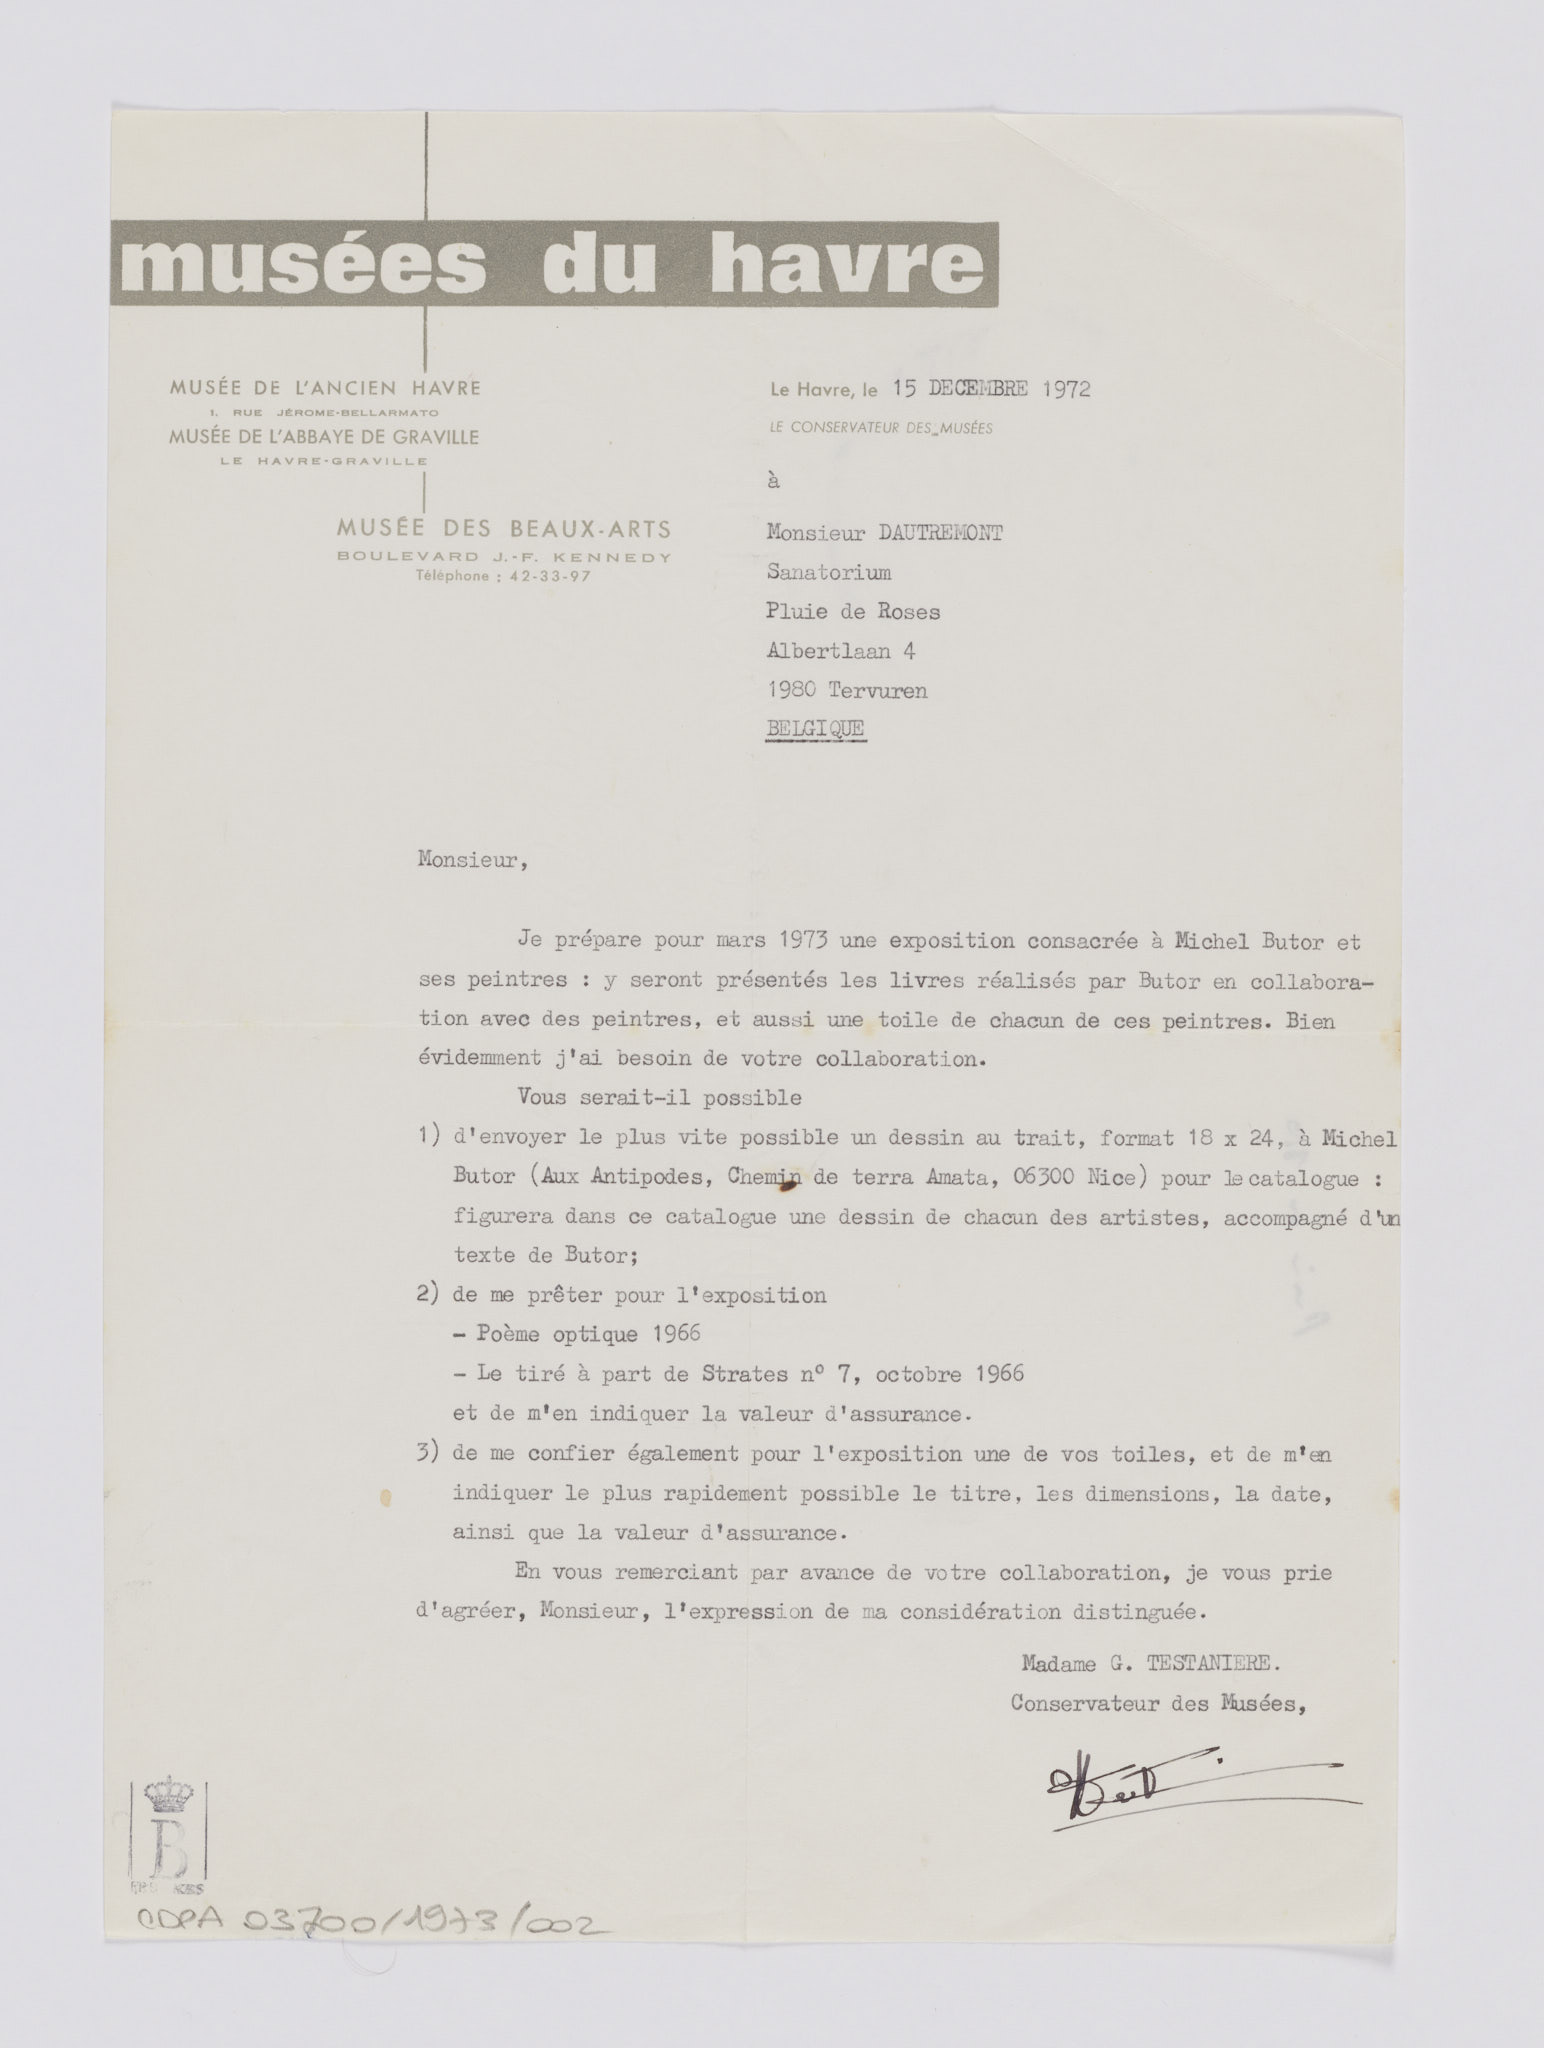 musées du havre
MUSÉE DE L'ANCIEN HAVRE
1, RUE JÉROME-BELLARMATO
MUSÉE DE L'ABBAYE DE GRAVILLE
LE HAVRE-GRAVILLE
MUSÉE DES BEAUX-ARTS
BOULEVARD J.-F. KENNEDY
Téléphone : 42-33-97
Le Havre, le 15 DECEMBRE 1972
LE CONSERVATEUR DES MUSÉES
à
Monsieur DAUTREMONT
Sanatorium
Pluie de Roses
Albertlaan 4
1980 Tervuren
BELGIQUE
Monsieur,
Je prépare pour mars 1973 une exposition consacrée à Michel Butor et
ses peintres : y seront présentés les livres réalisés par Butor en collabora-
tion avec des peintres, et aussi une toile de chacun de ces peintres. Bien
évidemment j'ai besoin de votre collaboration.
Vous serait-il possible
1) d'envoyer le plus vite possible un dessin au trait, format 18 x 24, à Michel
Butor (Aux Antipodes, Chemin de terra Amata, 06300 Nice) pour le catalogue :
figurera dans ce catalogue une dessin de chacun des artistes, accompagné d'un
texte de Butor;
2) de me prêter pour l'exposition
- Poème optique 1966
- Le tiré à part de Strates nº 7, octobre 1966
et de m'en indiquer la valeur d'assurance.
3) de me confier également pour l'exposition une de vos toiles, et de m'en
indiquer le plus rapidement possible le titre, les dimensions, la date,
ainsi que la valeur d'assurance.
En vous remerciant par avance de votre collaboration, je vous prie
d'agréer, Monsieur, l'expression de ma considération distinguée.
Madame G. TESTANIERE.
Conservateur des Musées,
B
CDPA 03700/1973/002